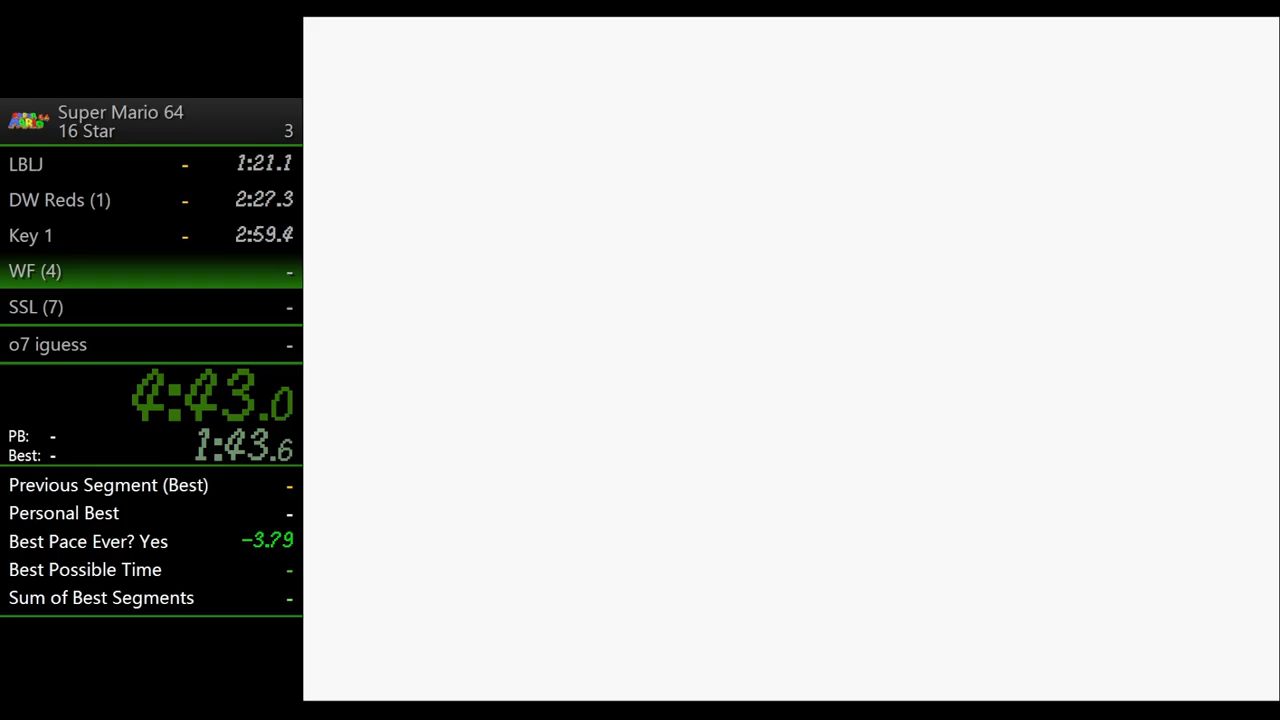 Super Mario 64
16 Star 3
LBLJ - 1:21.1
DW Reds (1) - 2:27.3
Key 1 - 2:59.4
WF (4) -
SSL (7) -
o7 iguess -
4:43.0
PB: - 
Best: - 1:43.6
Previous Segment (Best) -
Personal Best -
Best Pace Ever? Yes -3.79
Best Possible Time -
Sum of Best Segments -